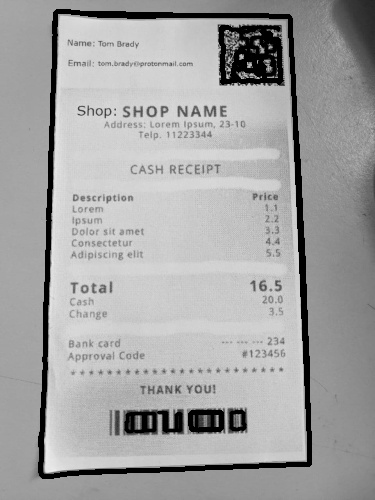 Name: Tom Brady
Email: tom.brady@protonmail.com
Shop: SHOP NAME
Address: Lorem Ipsum, 23-10
Telp. 11223344
CASH RECEIPT
Description Price
Lorem 1.1
Ipsum 2.2
Dolor sit amet 3.3
Consectetur 4.4
Adipiscing elit 5.5
Total 16.5
Cash 20.0
Change 3.5
Bank card --- --- --- 234
Approval Code #123456
* * * * * * * * * * * * * * * * * * * * * * * *
THANK YOU!